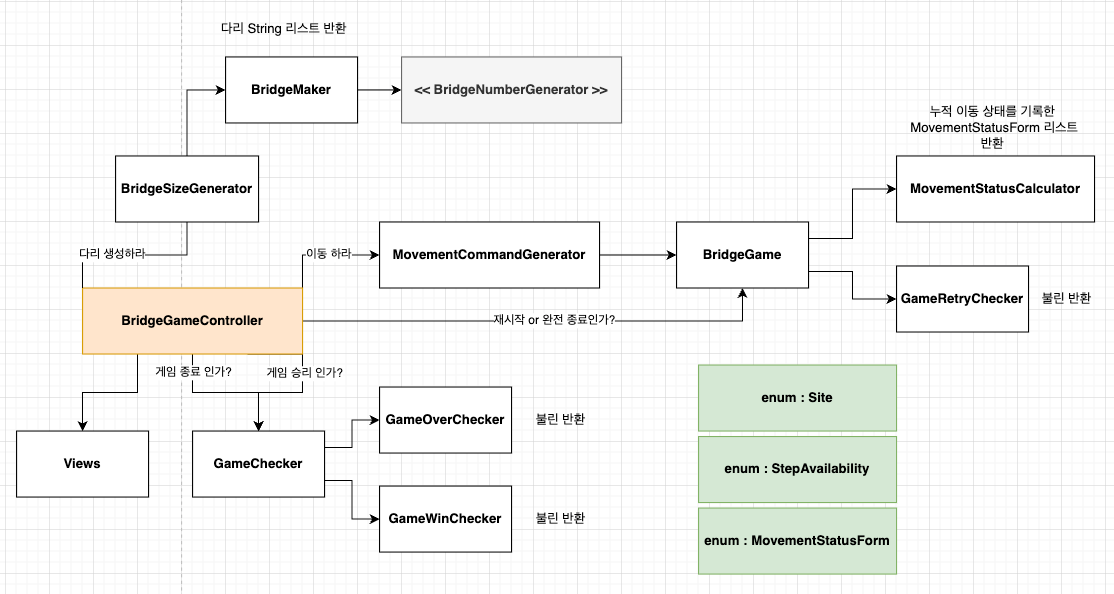 다리 String 리스트 반환
BridgeMaker
<< BridgeNumberGenerator >>
누적 이동 상태를 기록한
MovementStatusForm 리스트
반환
BridgeSizeGenerator
MovementStatusCalculator
다리 생성하라
이동 하라
MovementCommandGenerator
BridgeGame
GameRetryChecker
불린 반환
BridgeGameController
재시작 or 완전 종료인가?
게임 종료 인가?
게임 승리 인가?
Views
GameChecker
GameOverChecker
불린 반환
GameWinChecker
불린 반환
enum : Site
enum : StepAvailability
enum : MovementStatusForm